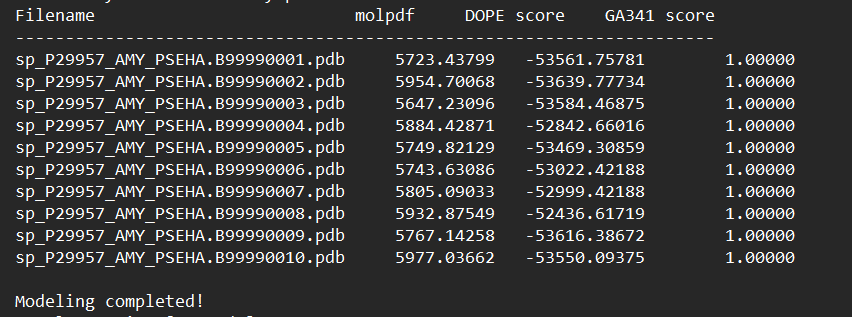 Filename molpdf DOPE score GA341 score
----------------------------------------------------------------------
sp_P29957_AMY_PSEHA.B99990001.pdb 5723.43799 -53561.75781 1.00000
sp_P29957_AMY_PSEHA.B99990002.pdb 5954.70068 -53639.77734 1.00000
sp_P29957_AMY_PSEHA.B99990003.pdb 5647.23096 -53584.46875 1.00000
sp_P29957_AMY_PSEHA.B99990004.pdb 5884.42871 -52842.66016 1.00000
sp_P29957_AMY_PSEHA.B99990005.pdb 5749.82129 -53469.30859 1.00000
sp_P29957_AMY_PSEHA.B99990006.pdb 5743.63086 -53022.42188 1.00000
sp_P29957_AMY_PSEHA.B99990007.pdb 5805.09033 -52999.42188 1.00000
sp_P29957_AMY_PSEHA.B99990008.pdb 5932.87549 -52436.61719 1.00000
sp_P29957_AMY_PSEHA.B99990009.pdb 5767.14258 -53616.38672 1.00000
sp_P29957_AMY_PSEHA.B99990010.pdb 5977.03662 -53550.09375 1.00000
Modeling completed!